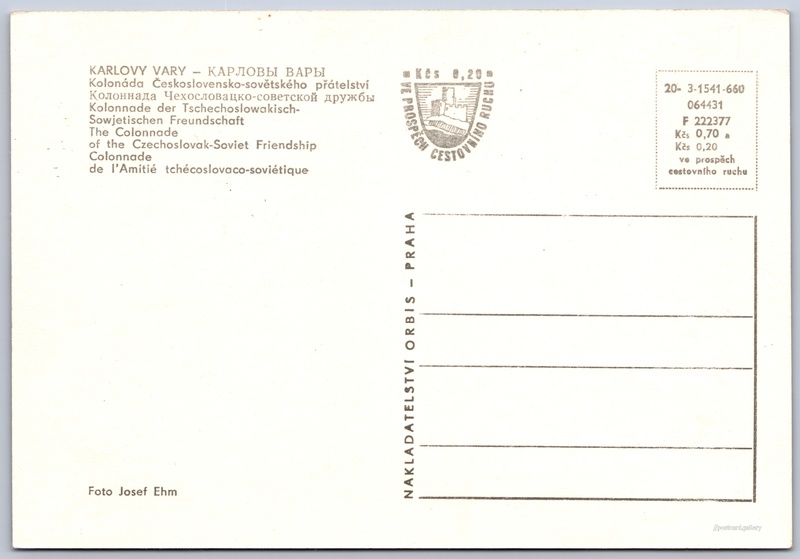 KARLOVY VARY – КАРЛОВЫ ВАРЫ
Kolonáda Československo-sovětského přátelství
Колоннада Чехословацко-советской дружбы
Kolonnade der Tschechoslowakisch-
Sowjetischen Freundschaft
The Colonnade
of the Czechoslovak-Soviet Friendship
Colonnade
de l'Amitié tchécoslovaco-soviétique
Kčs 0,20
VE PROSPĚCH CESTOVNÍHO RUCHU
20- 3-1541-660
064431
F 222377
Kčs 0,70 a
Kčs 0,20
ve prospěch
cestovního ruchu
NAKLADATELSTVÍ ORBIS – PRAHA
Foto Josef Ehm